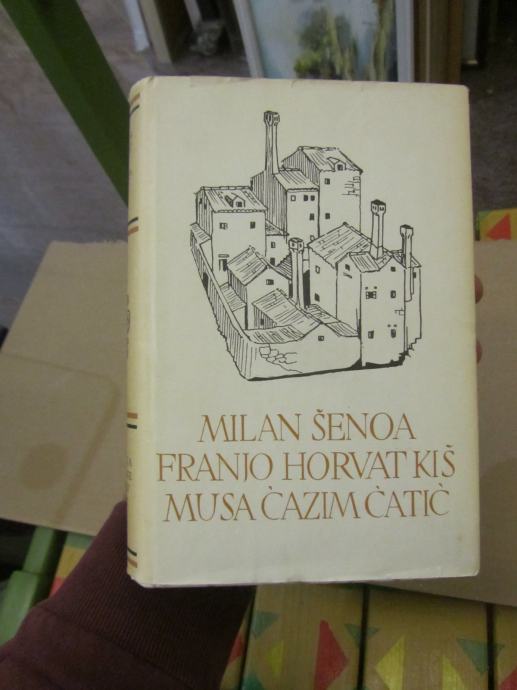 MILAN ŠENOA
FRANJO HORVAT KIŠ
MUSA ĆAZIM ĆATIĆ